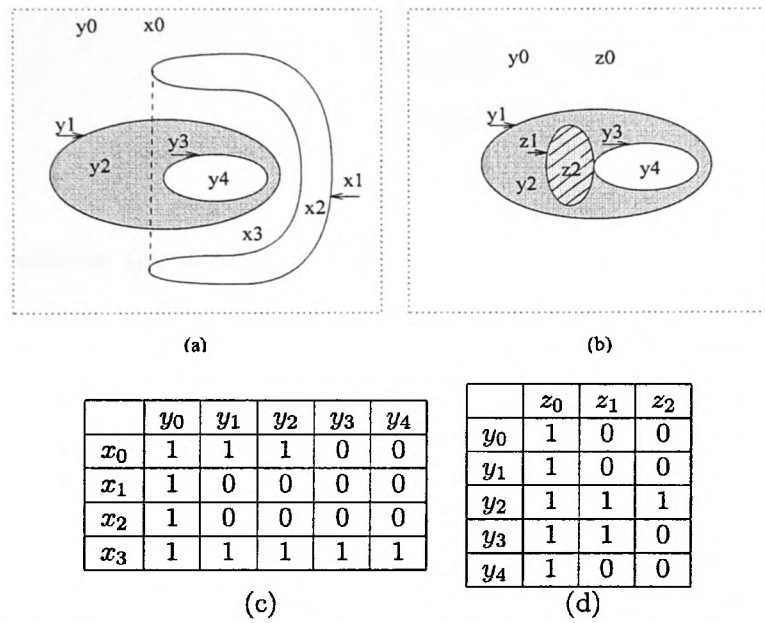 y0 x0
y1
y3
y2
y4
x1
x2
x3
(a)
y0 z0
y1
z1 y3
z2 y4
y2
(b)
y₀ y₁ y₂ y₃ y₄
x₀ 1 1 1 0 0
x₁ 1 0 0 0 0
x₂ 1 0 0 0 0
x₃ 1 1 1 1 1
(c)
z₀ z₁ z₂
y₀ 1 0 0
y₁ 1 0 0
y₂ 1 1 1
y₃ 1 1 0
y₄ 1 0 0
(d)